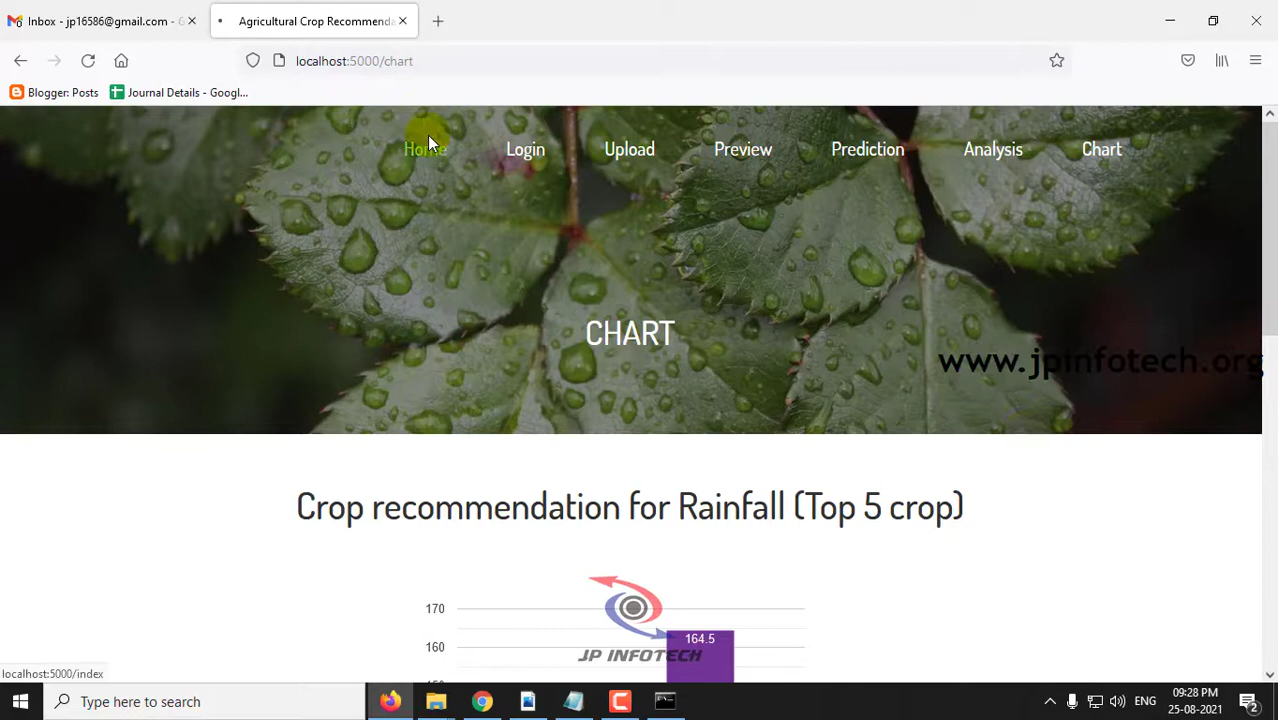 Inbox - jp16586@gmail.com - G
Agricultural Crop Recommenda
localhost:5000/chart
Blogger: Posts
Journal Details - Googl...
Home
Login
Upload
Preview
Prediction
Analysis
Chart
CHART
www.jpinfotech.org
Crop recommendation for Rainfall (Top 5 crop)
170
164.5
160
JP INFOTECH
localhost:5000/index
Type here to search
ENG
09:28 PM
25-08-2021
2